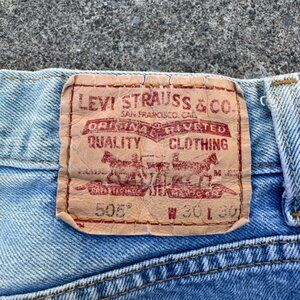 LEVI STRAUSS & CO.
SAN FRANCISCO, CAL.
ORIGINAL RIVETED
QUALITY CLOTHING
505® W 30 L 30